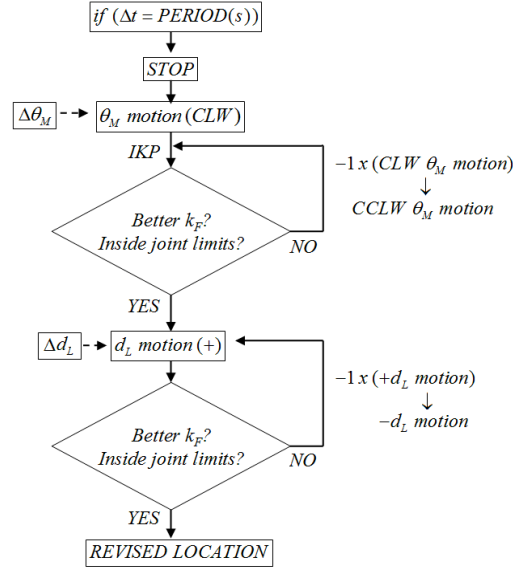 if (Δt = PERIOD(s)
STOP
Δθ_M
θ_M motion (CLW)
IKP
−1 x (CLW θ_M motion)
↓
CCLW θ_M motion
Better k_F?
Inside joint limits?
NO
YES
Δd_L
d_L motion (+)
−1 x (+d_L motion)
↓
−d_L motion
Better k_F?
Inside joint limits?
NO
YES
REVISED LOCATION